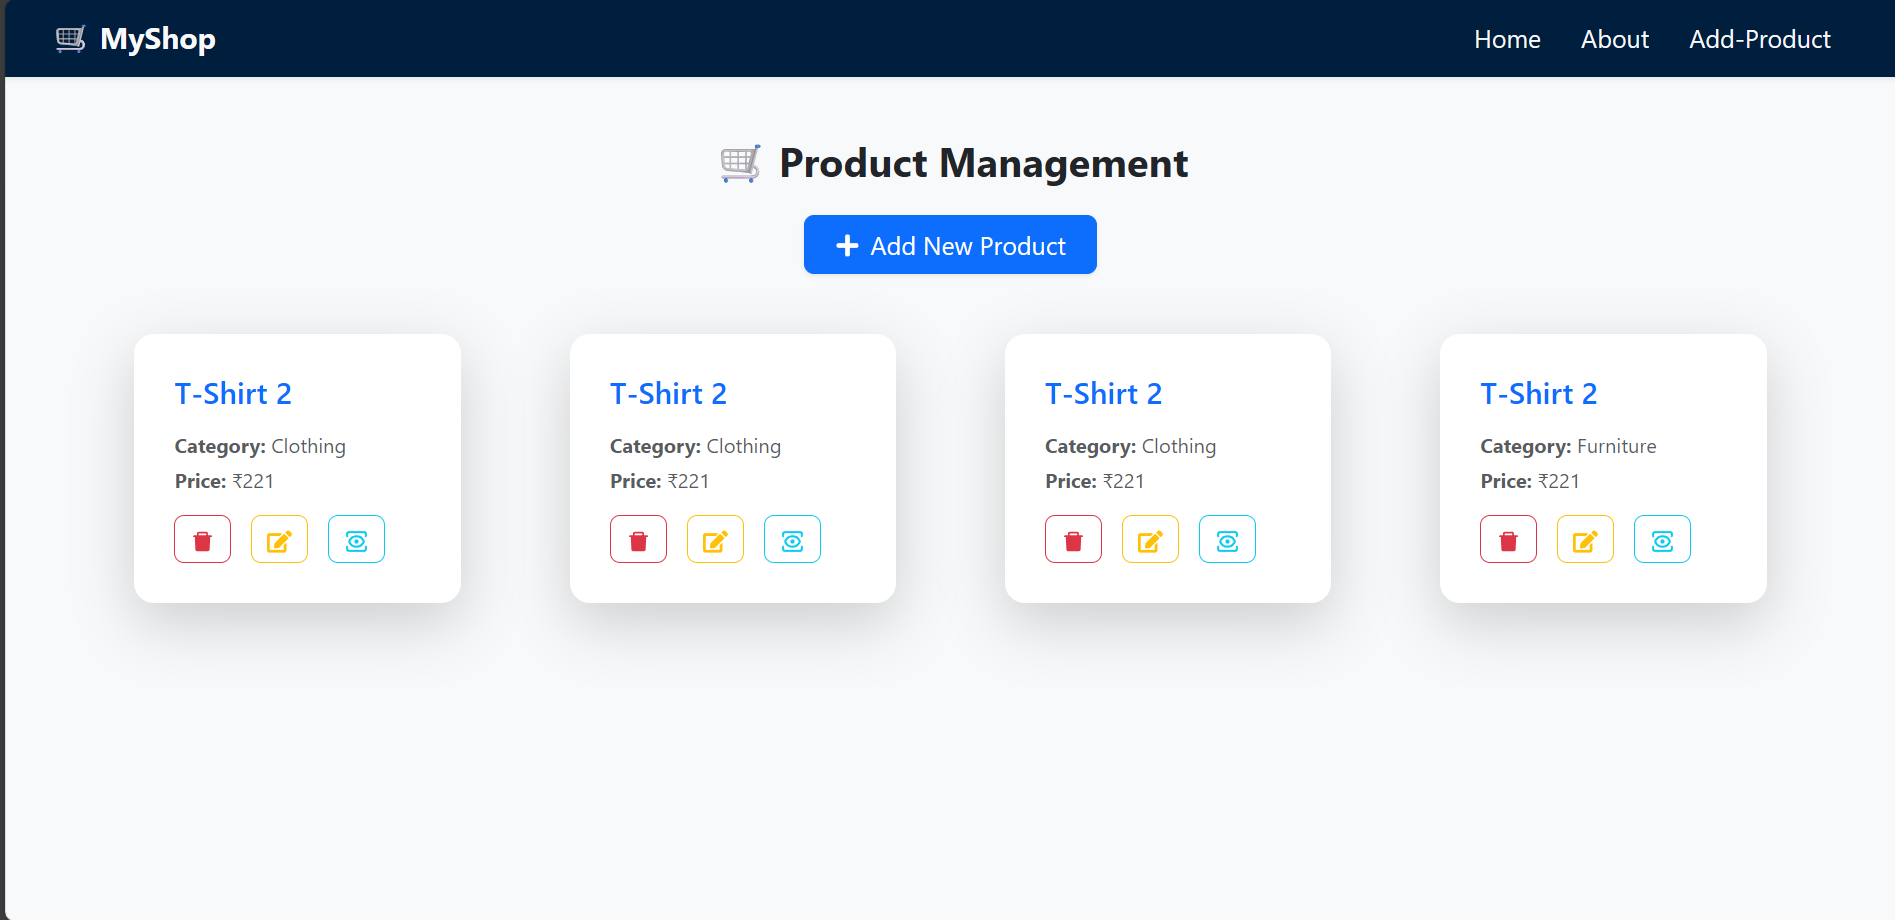 MyShop
Home About Add-Product
Product Management
Add New Product
T-Shirt 2
Category: Clothing
Price: ₹221
T-Shirt 2
Category: Clothing
Price: ₹221
T-Shirt 2
Category: Clothing
Price: ₹221
T-Shirt 2
Category: Furniture
Price: ₹221